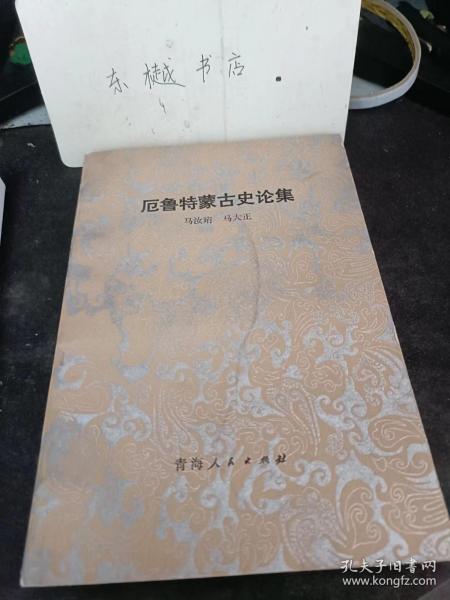 东樾书店
厄鲁特蒙古史论集
马汝珩 马大正
青海人民出版社
孔夫子旧书网
www.kongfz.com